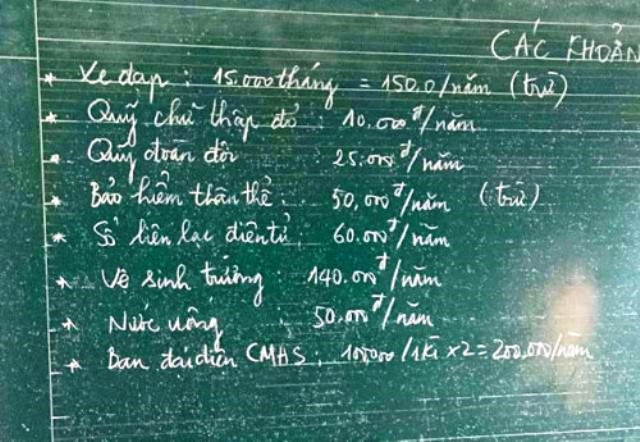 CÁC KHOẢN
* Xe đạp : 15.000 tháng = 150.0/năm (trừ)
* Quỹ chữ thập đỏ : 10.000đ/năm
* Qũy đoàn đội : 25.000đ/năm
* Bảo hiểm thân thể : 50,000đ/năm (trừ)
* Sổ liên lạc điện tử : 60.000đ/năm
* Vệ sinh trường : 140.000đ/năm
* Nước uống : 50.000đ/năm
* Ban đại diện CMHS : 100,000/1kì x2 = 200,000/năm